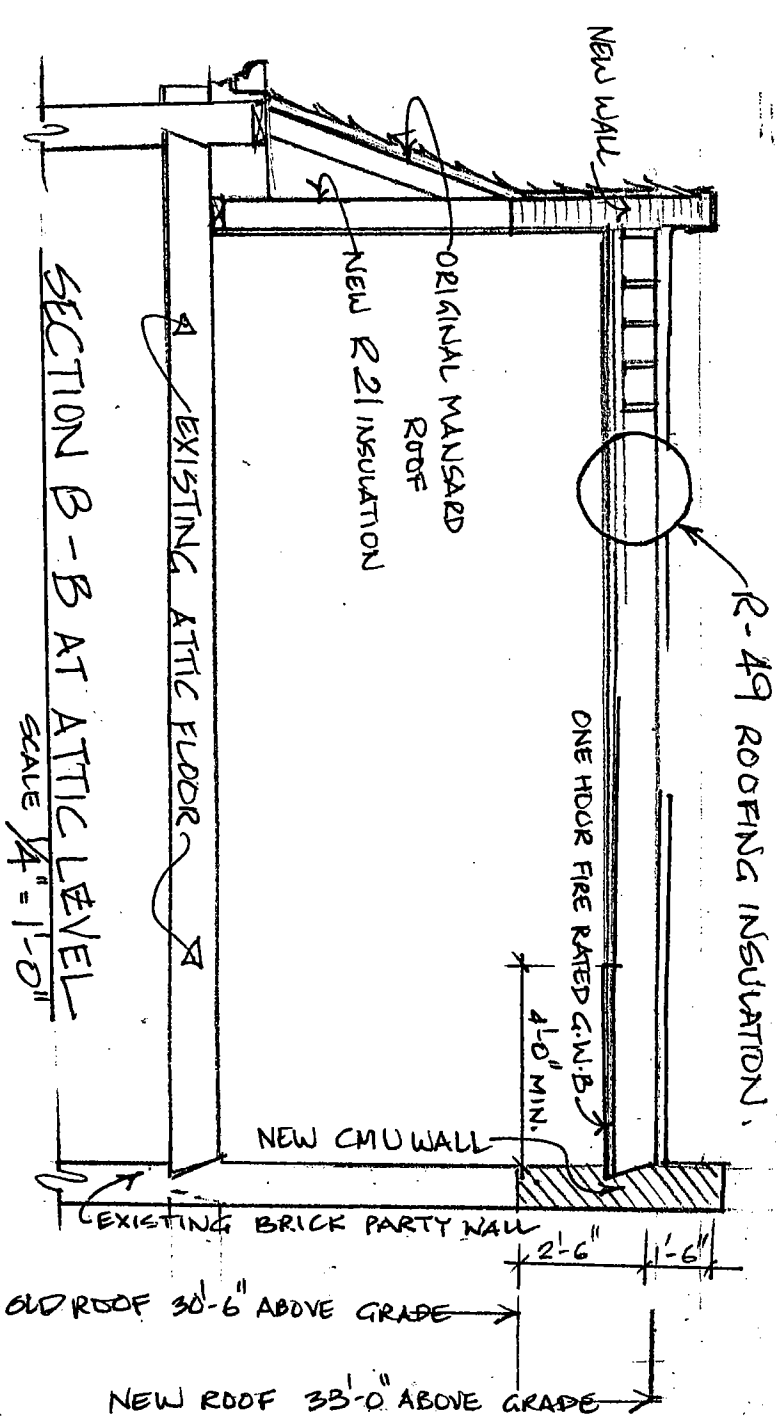 NEW WALL
ORIGINAL MANSARD
ROOF
NEW R 21 INSULATION
R-49 ROOFING INSULATION.
ONE HOUR FIRE RATED G.W.B.
4'-0" MIN.
EXISTING ATTIC FLOOR
NEW CMU WALL
EXISTING BRICK PARTY WALL
2'-6"
1'-6"
OLD ROOF 30'-6" ABOVE GRADE
NEW ROOF 33'-0" ABOVE GRADE
SECTION B-B AT ATTIC LEVEL
SCALE 1/4" = 1'-0"